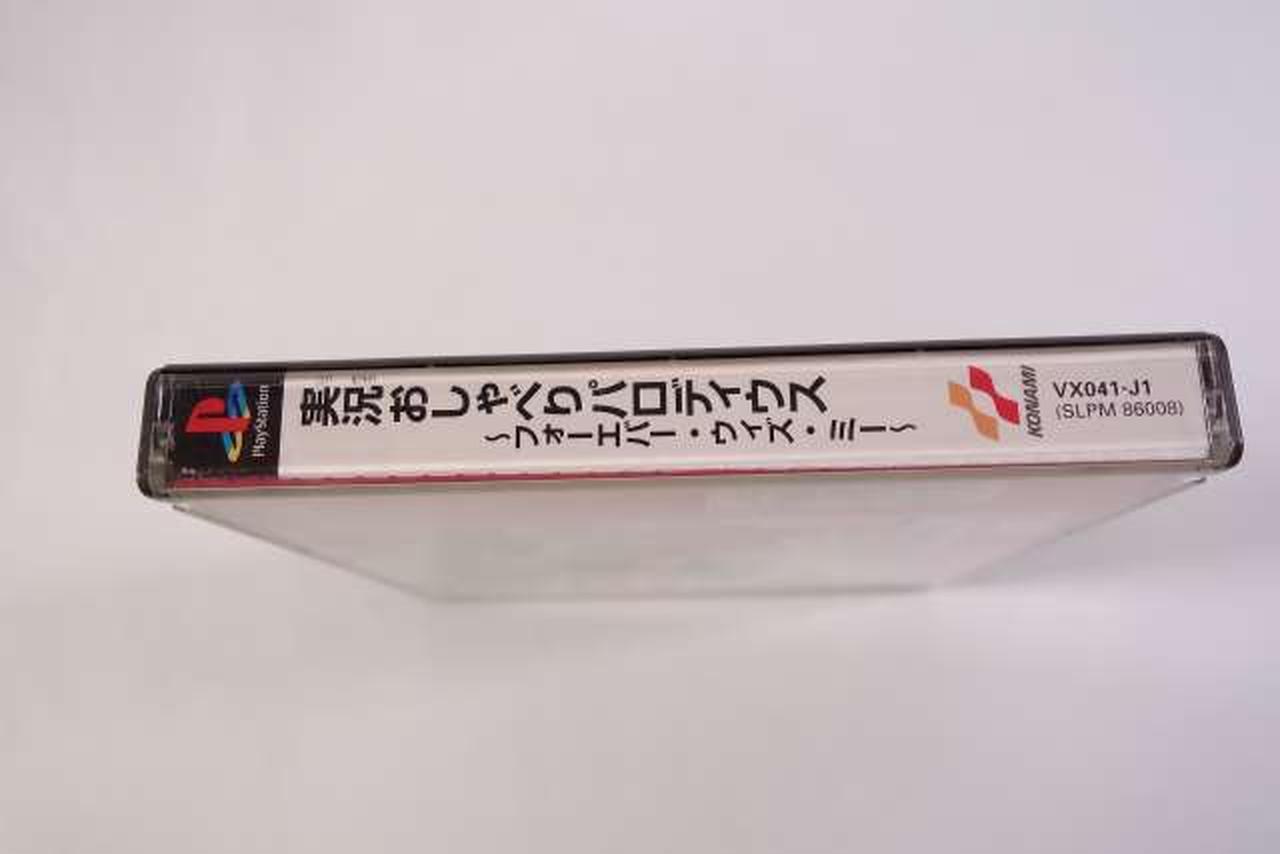 PlayStation
実況おしゃべりパロディウス
～フォーエバー・ウィズ・ミー～
KONAMI
VX041-J1
(SLPM 86008)